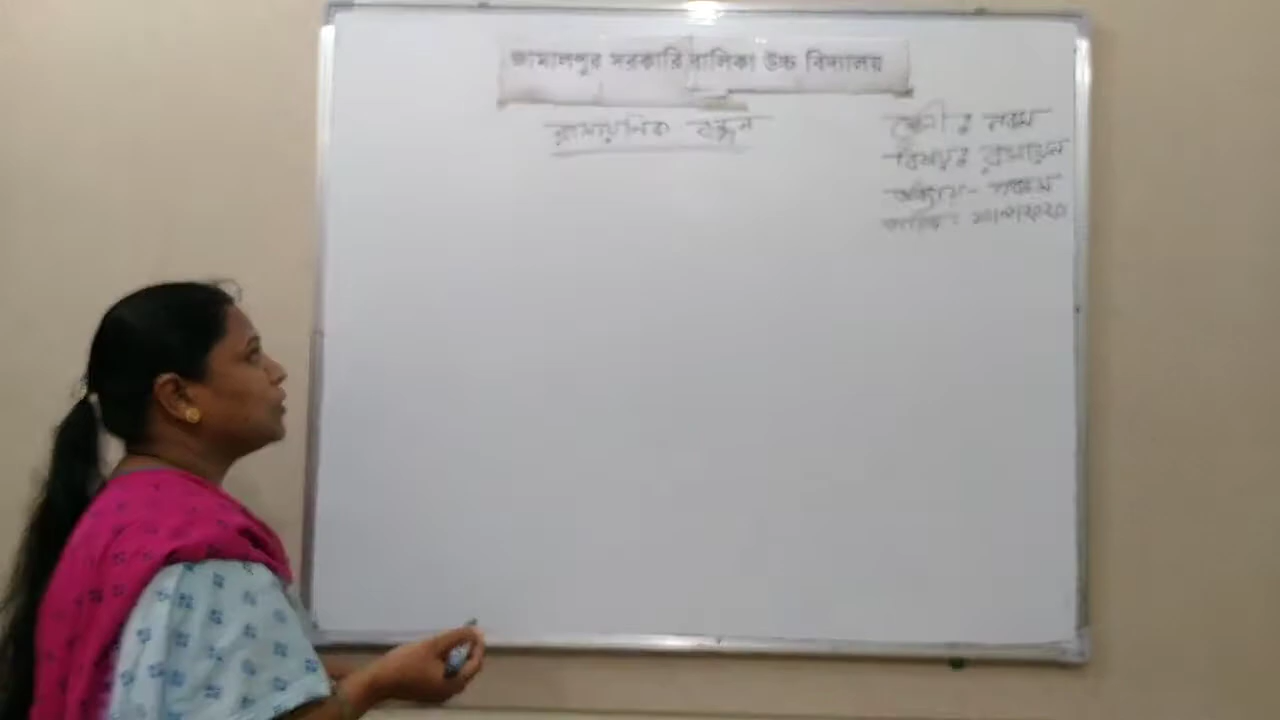 জামালপুর সরকারি বালিকা উচ্চ বিদ্যালয়
রাসায়নিক বন্ধন
শ্রেণী ঃ নবম
বিষয় ঃ রসায়ন
অধ্যায় - পঞ্চম
তারিখ :